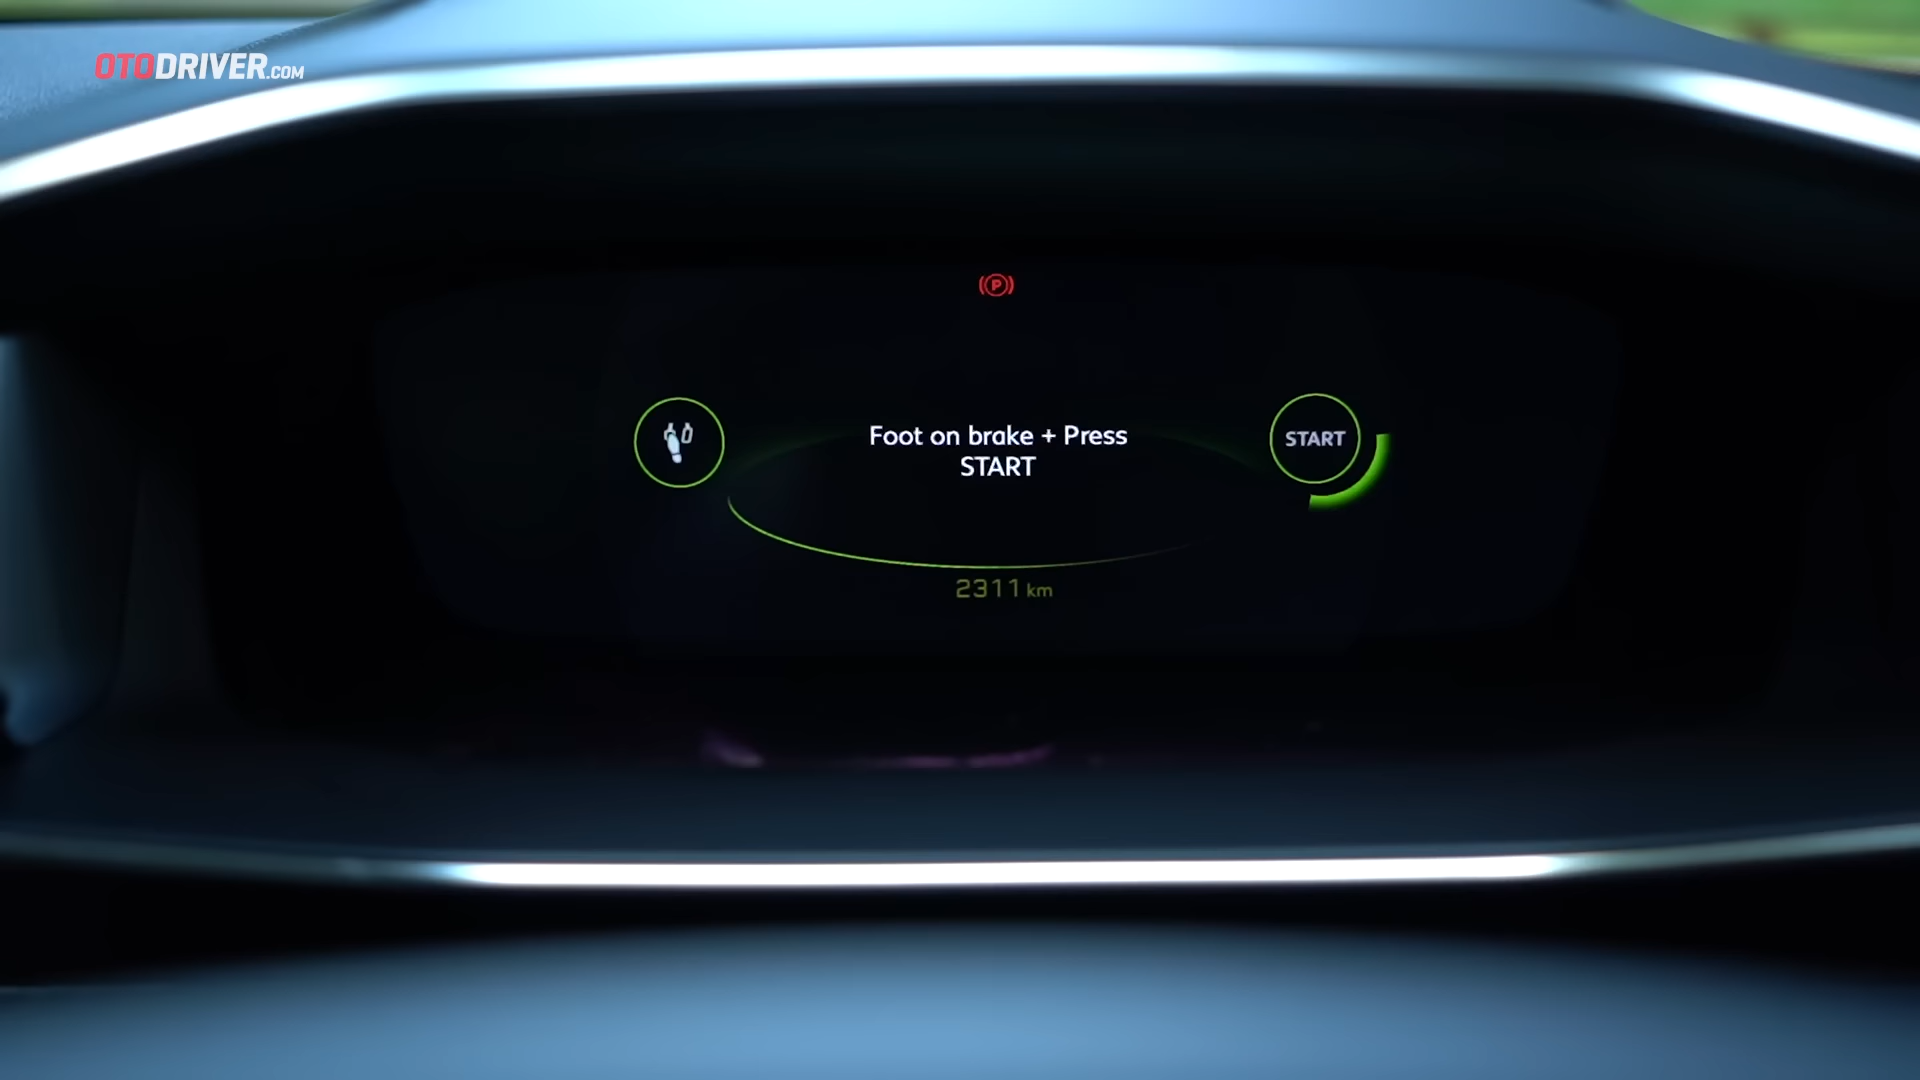 OTODRIVER.COM
P
Foot on brake + Press
START
START
2311 km